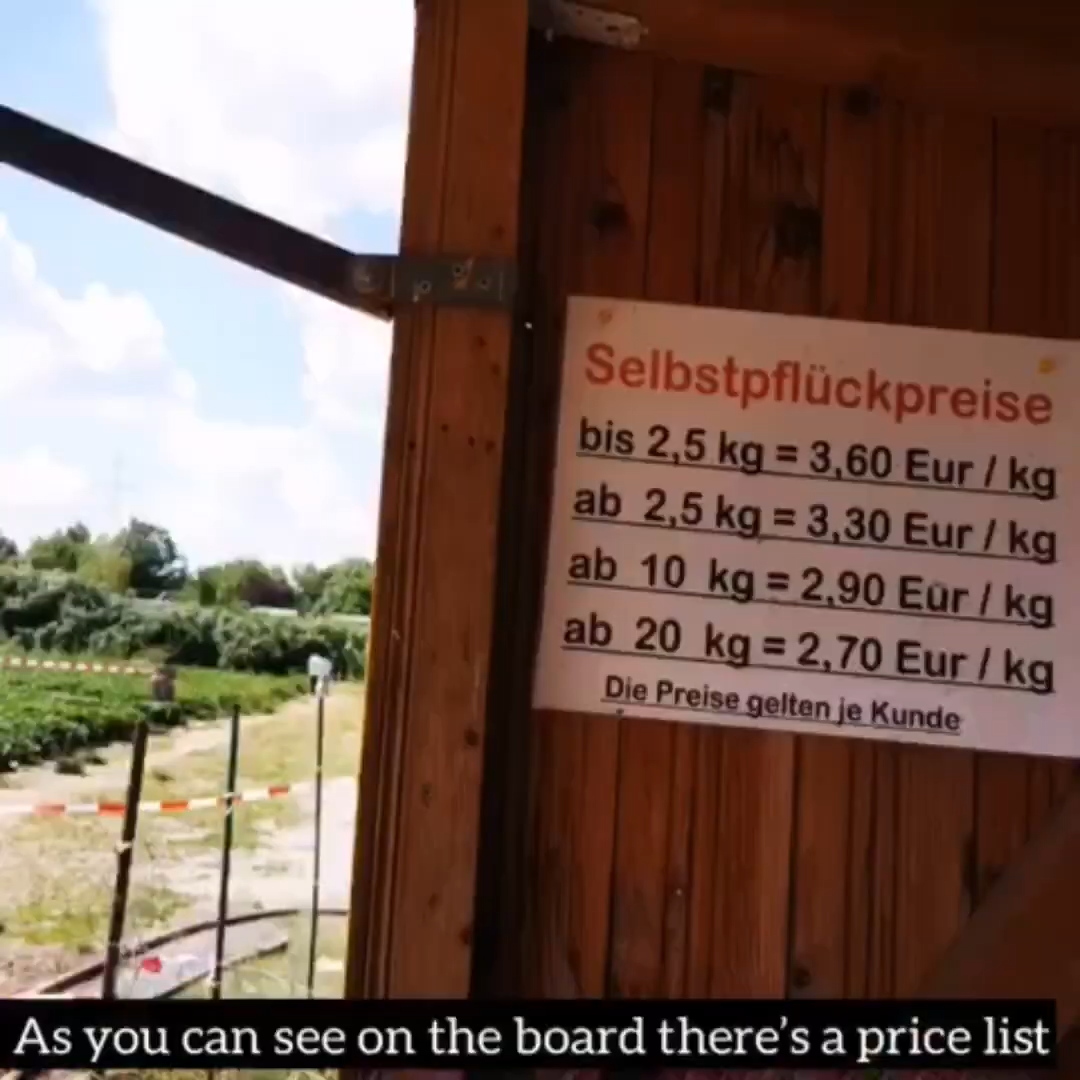 Selbstpflückpreise
bis 2,5 kg = 3,60 Eur / kg
ab 2,5 kg = 3,30 Eur / kg
ab 10 kg = 2,90 Eur / kg
ab 20 kg = 2,70 Eur / kg
Die Preise gelten je Kunde
As you can see on the board there's a price list